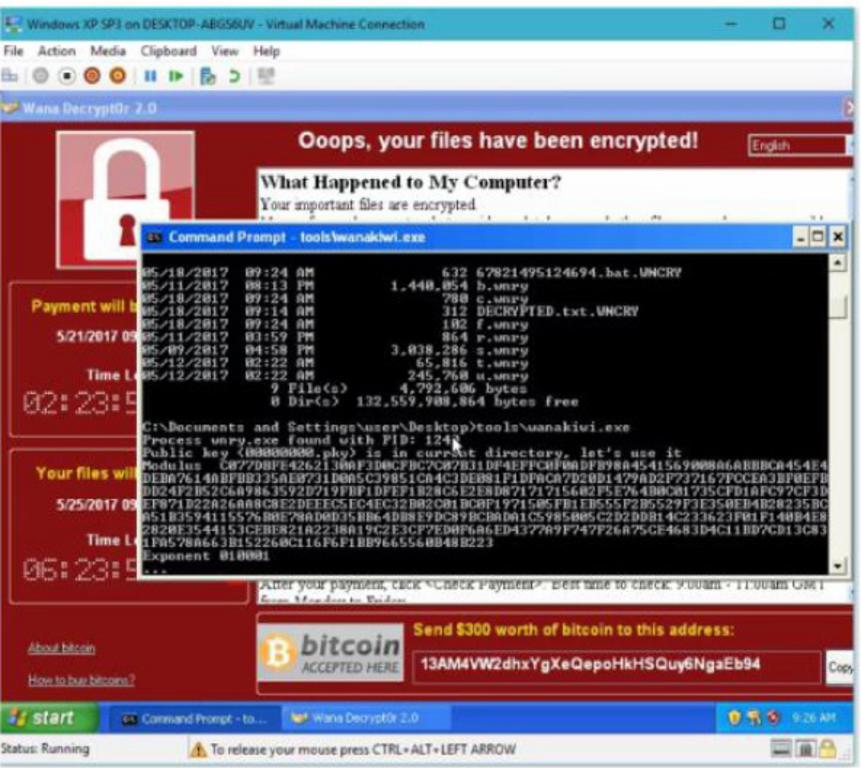 Windows XP SP3 on DESKTOP-ABGS6UV - Virtual Machine Connection
File Action Media Clipboard View Help
Wana Decrypt0r 2.0
Ooops, your files have been encrypted!
English
What Happened to My Computer?
Your important files are encrypted.
Payment will b
5/21/2017 09
Time L
02:23:5
Your files will
5/25/2017 09
Time L
06:23:5
Command Prompt - tools\wanakiwi.exe
05/18/2017 09:24 AM 632 67821495124694.bat.WNCRY
05/11/2017 08:13 PM 1,440,054 b.wnry
05/18/2017 09:24 AM 780 c.wnry
05/18/2017 09:14 AM 312 DECRYPTED.txt.WNCRY
05/18/2017 09:24 AM 102 f.wnry
05/11/2017 03:59 PM 864 r.wnry
05/09/2017 04:58 PM 3,038,286 s.wnry
05/12/2017 02:22 AM 65,816 t.wnry
05/12/2017 02:22 AM 245,760 u.wnry
9 File(s) 4,792,606 bytes
0 Dir(s) 132,559,908,864 bytes free
C:\Documents and Settings\user\Desktop>tools\wanakiwi.exe
Process wnry.exe found with PID:
Public key (00000000.pky) is in current directory, let's use it
Modulus
Exponent 010001
...
After your payment, click <Check Payment>. Best time to check: 9:00am - 11:00am GMT
from Monday to Friday.
About bitcoin
How to buy bitcoins?
bitcoin
ACCEPTED HERE
Send $300 worth of bitcoin to this address:
13AM4VW2dhxYgXeQepoHkHSQuy6NgaEb94
Copy
start
Command Prompt - to...
Wana Decrypt0r 2.0
9:26 AM
Status: Running
To release your mouse press CTRL+ALT+LEFT ARROW